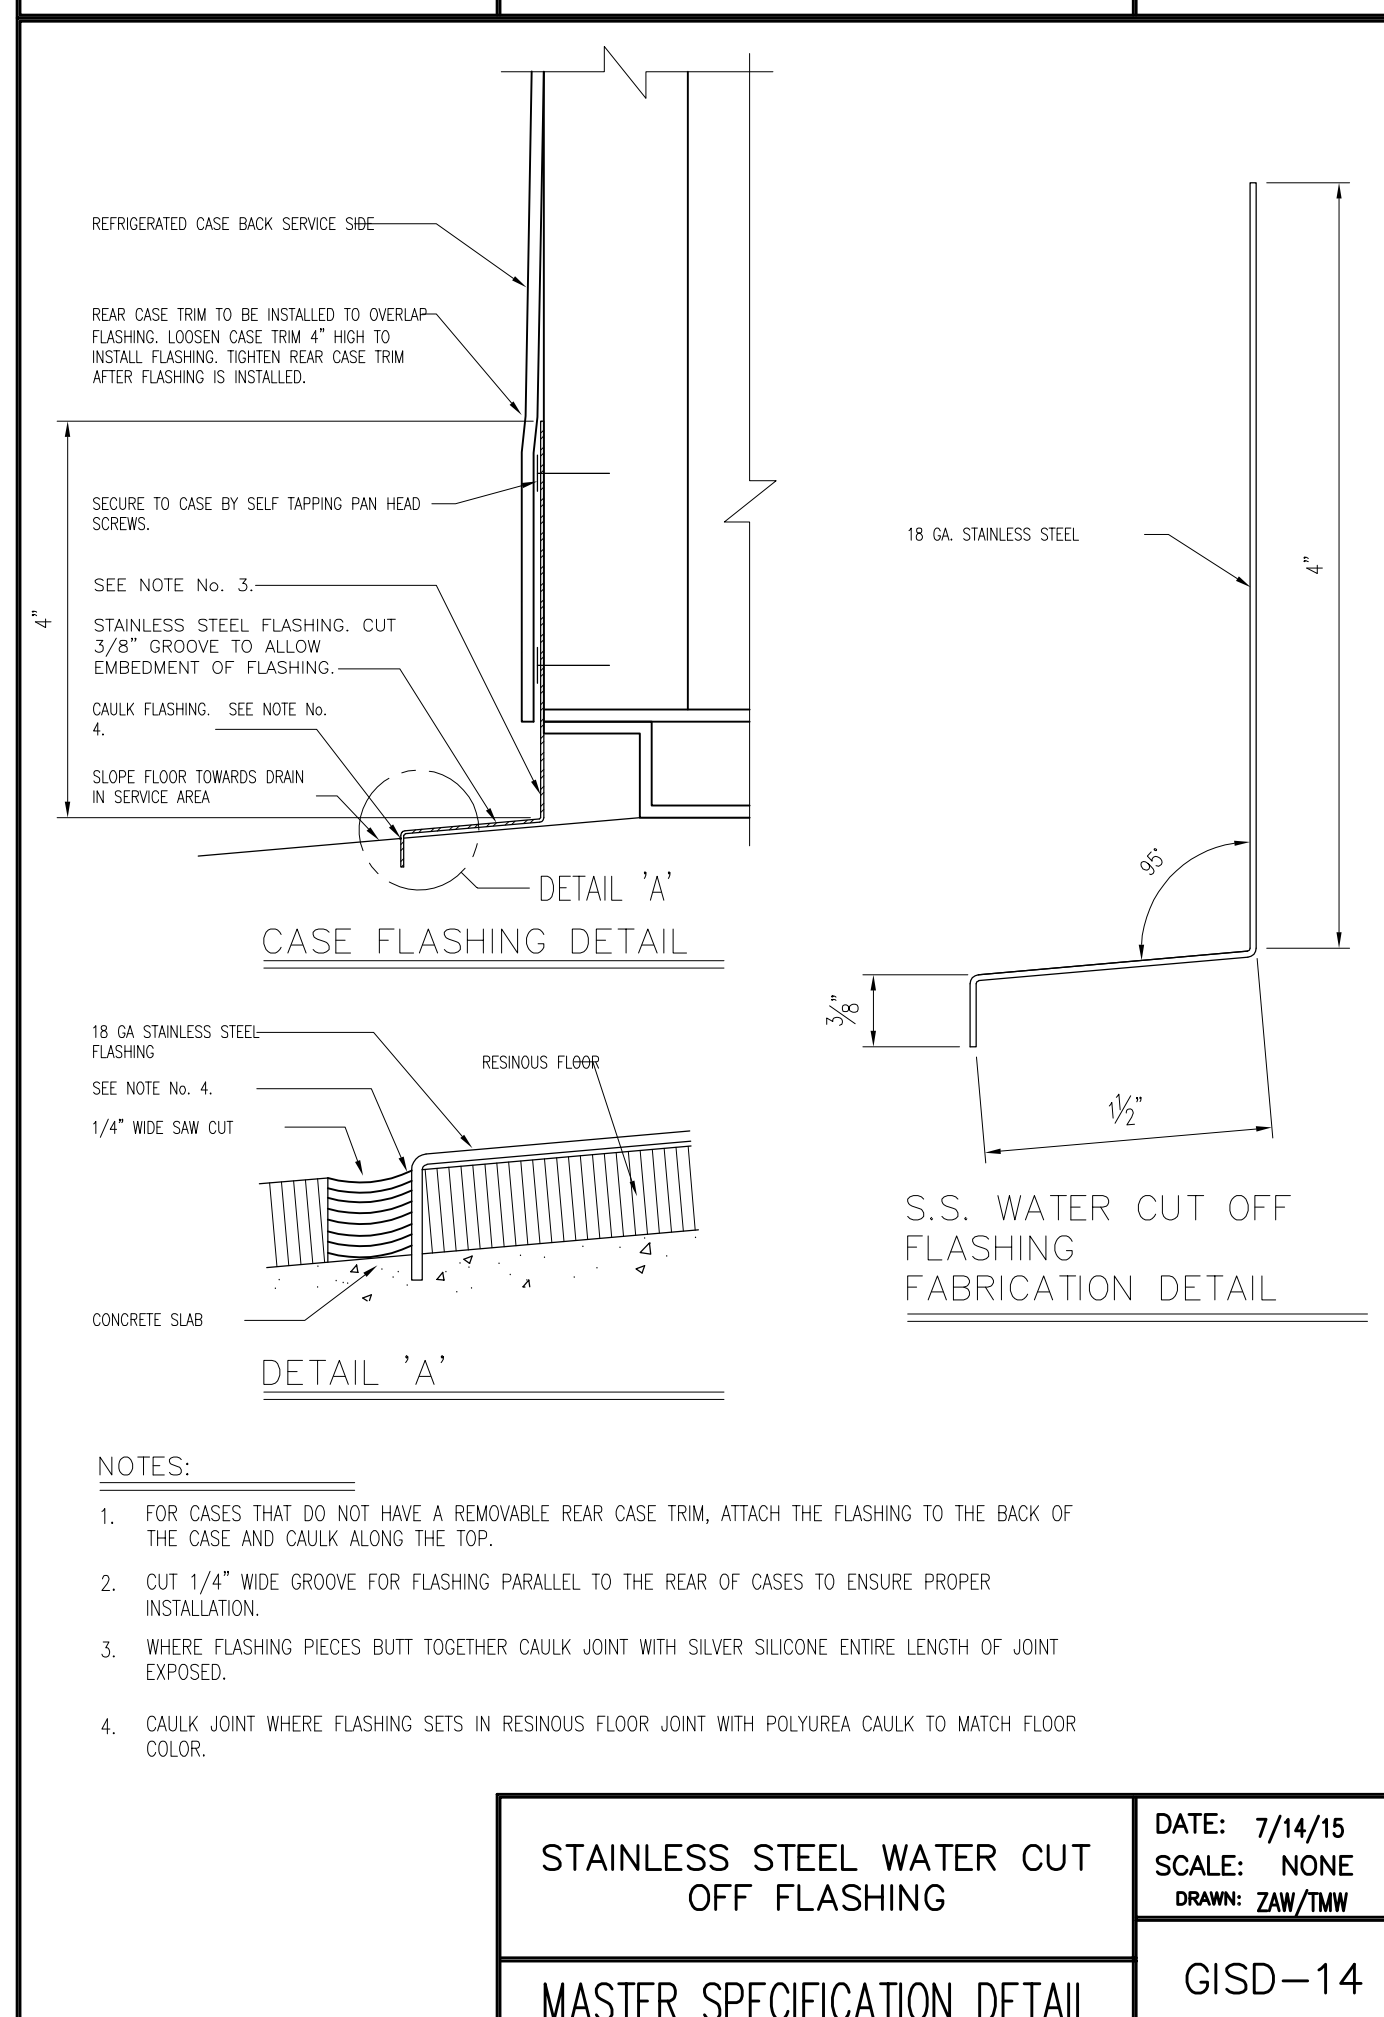 REFRIGERATED CASE BACK SERVICE SIDE
REAR CASE TRIM TO BE INSTALLED TO OVERLAP
FLASHING. LOOSEN CASE TRIM 4" HIGH TO
INSTALL FLASHING. TIGHTEN REAR CASE TRIM
AFTER FLASHING IS INSTALLED.
SECURE TO CASE BY SELF TAPPING PAN HEAD
SCREWS.
SEE NOTE No. 3.
4"
STAINLESS STEEL FLASHING. CUT
3/8" GROOVE TO ALLOW
EMBEDMENT OF FLASHING.
CAULK FLASHING. SEE NOTE No.
4.
SLOPE FLOOR TOWARDS DRAIN
IN SERVICE AREA
DETAIL 'A'
CASE FLASHING DETAIL
18 GA. STAINLESS STEEL
4"
95°
3/8"
1 1/2"
S.S. WATER CUT OFF
FLASHING
FABRICATION DETAIL
18 GA STAINLESS STEEL
FLASHING
RESINOUS FLOOR
SEE NOTE No. 4.
1/4" WIDE SAW CUT
CONCRETE SLAB
DETAIL 'A'
NOTES:
1. FOR CASES THAT DO NOT HAVE A REMOVABLE REAR CASE TRIM, ATTACH THE FLASHING TO THE BACK OF
THE CASE AND CAULK ALONG THE TOP.
2. CUT 1/4" WIDE GROOVE FOR FLASHING PARALLEL TO THE REAR OF CASES TO ENSURE PROPER
INSTALLATION.
3. WHERE FLASHING PIECES BUTT TOGETHER CAULK JOINT WITH SILVER SILICONE ENTIRE LENGTH OF JOINT
EXPOSED.
4. CAULK JOINT WHERE FLASHING SETS IN RESINOUS FLOOR JOINT WITH POLYUREA CAULK TO MATCH FLOOR
COLOR.
STAINLESS STEEL WATER CUT
OFF FLASHING
DATE: 7/14/15
SCALE: NONE
DRAWN: ZAW/TMW
MASTER SPECIFICATION DETAIL
GISD-14